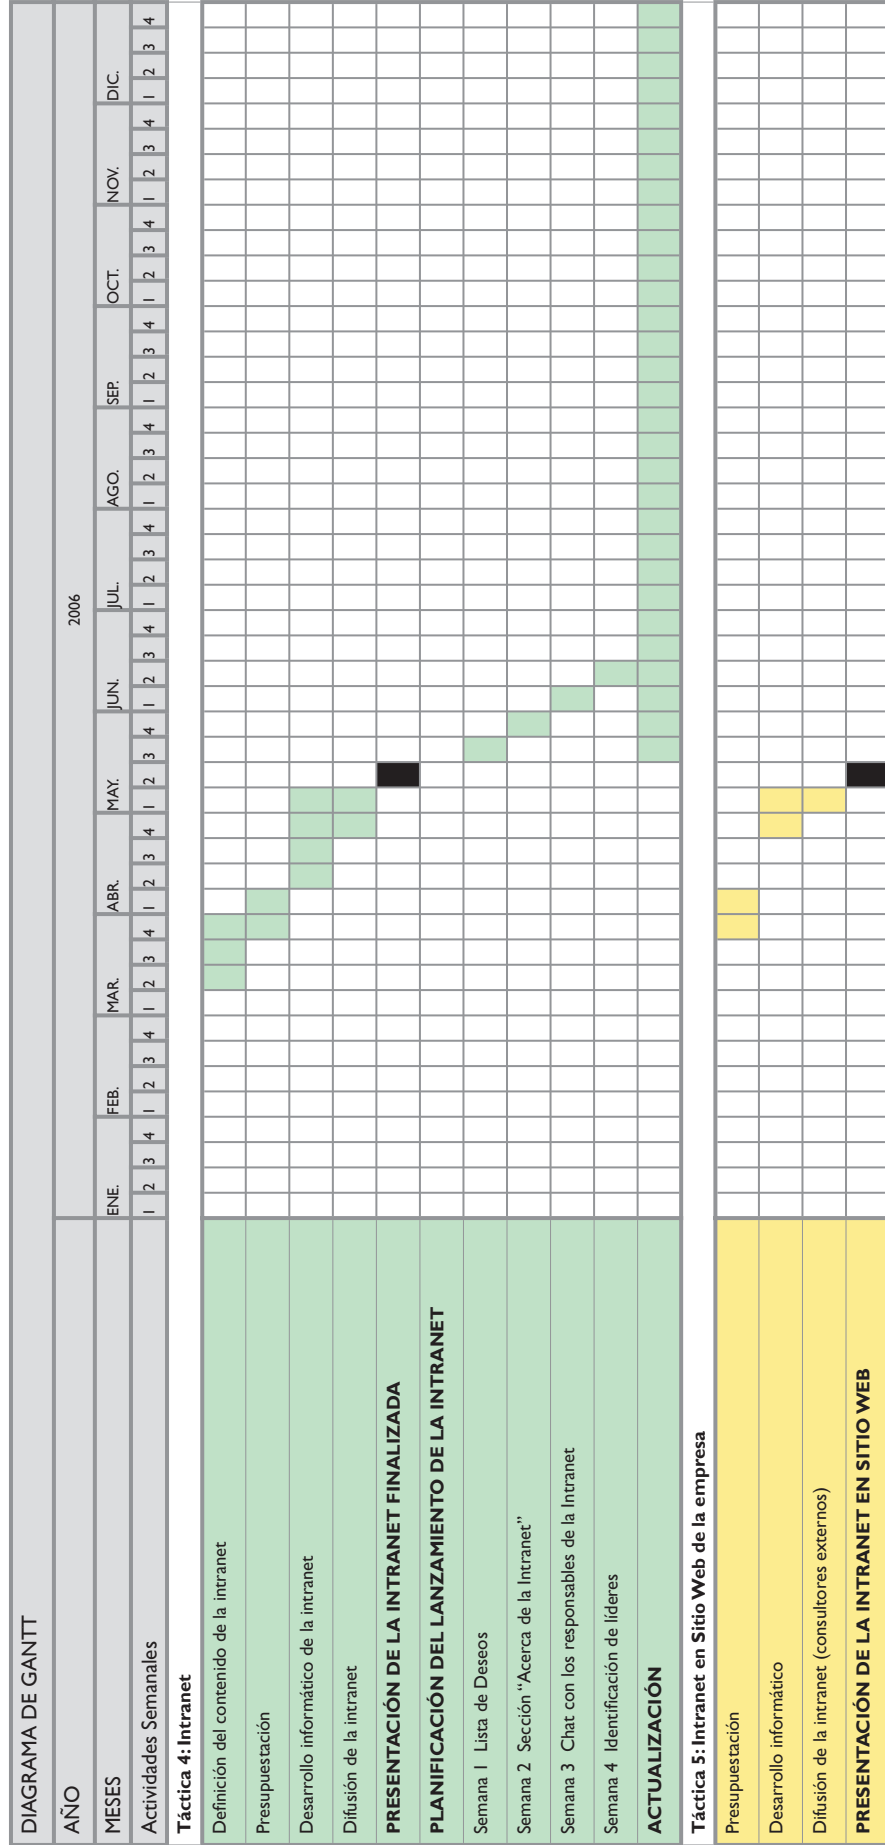 DIAGRAMA DE GANTT
AÑO 2006
MESES ENE. FEB. MAR. ABR. MAY. JUN. JUL. AGO. SEP. OCT. NOV. DIC.
Actividades Semanales 1 2 3 4 1 2 3 4 1 2 3 4 1 2 3 4 1 2 3 4 1 2 3 4 1 2 3 4 1 2 3 4 1 2 3 4 1 2 3 4 1 2 3 4 1 2 3 4
Táctica 4: Intranet
Definición del contenido de la intranet
Presupuestación
Desarrollo informático de la intranet
Difusión de la intranet
PRESENTACIÓN DE LA INTRANET FINALIZADA
PLANIFICACIÓN DEL LANZAMIENTO DE LA INTRANET
Semana 1 Lista de Deseos
Semana 2 Sección “Acerca de la Intranet”
Semana 3 Chat con los responsables de la Intranet
Semana 4 Identificación de líderes
ACTUALIZACIÓN
Táctica 5: Intranet en Sitio Web de la empresa
Presupuestación
Desarrollo informático
Difusión de la intranet (consultores externos)
PRESENTACIÓN DE LA INTRANET EN SITIO WEB